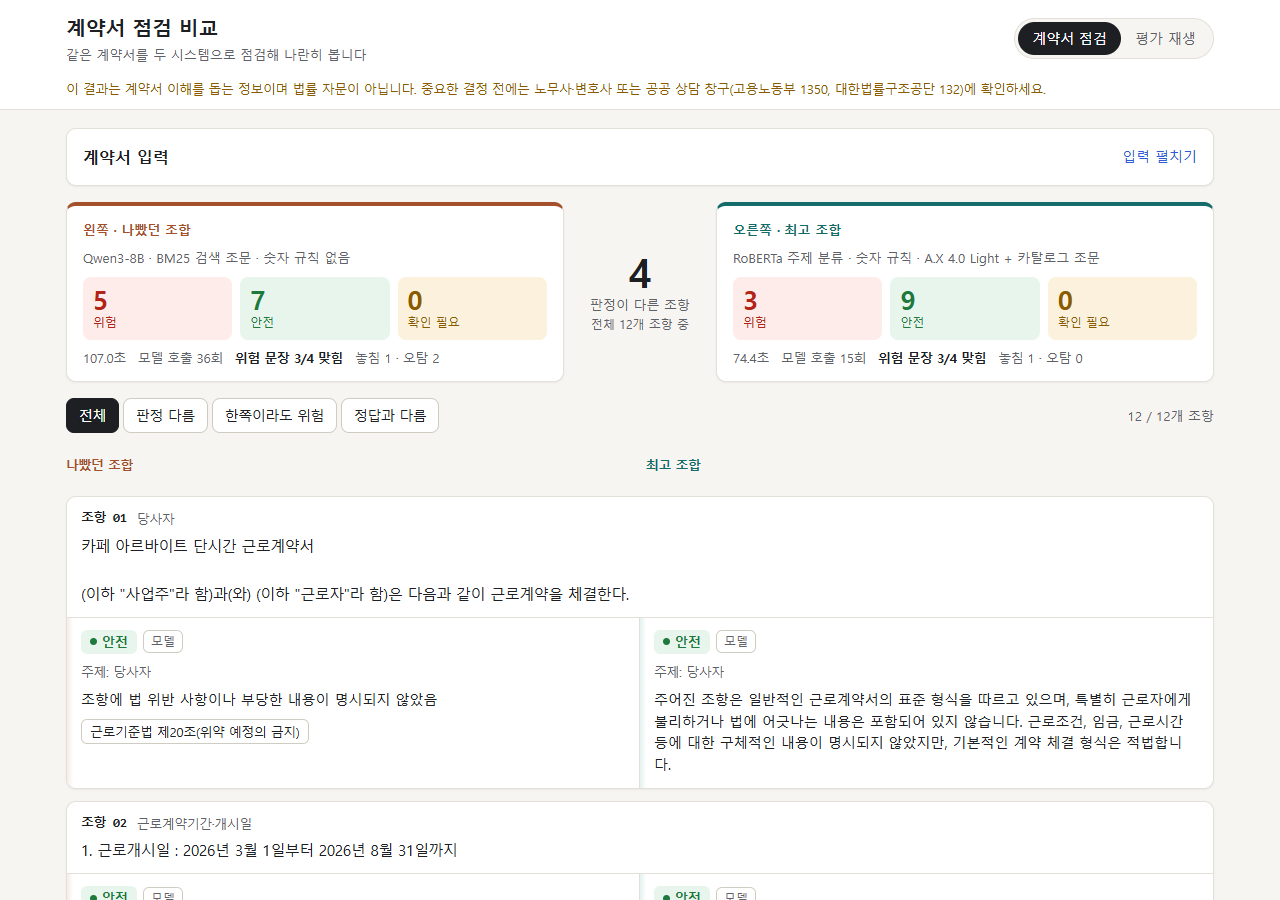 계약서 점검 비교
같은 계약서를 두 시스템으로 점검해 나란히 봅니다
계약서 점검
평가 재생
이 결과는 계약서 이해를 돕는 정보이며 법률 자문이 아닙니다. 중요한 결정 전에는 노무사·변호사 또는 공공 상담 창구(고용노동부 1350, 대한법률구조공단 132)에 확인하세요.
계약서 입력
입력 펼치기
왼쪽 · 나빴던 조합
Qwen3-8B · BM25 검색 조문 · 숫자 규칙 없음
5
위험
7
안전
0
확인 필요
107.0초 모델 호출 36회 위험 문장 3/4 맞힘 놓침 1 · 오탐 2
4
판정이 다른 조항
전체 12개 조항 중
오른쪽 · 최고 조합
RoBERTa 주제 분류 · 숫자 규칙 · A.X 4.0 Light + 카탈로그 조문
3
위험
9
안전
0
확인 필요
74.4초 모델 호출 15회 위험 문장 3/4 맞힘 놓침 1 · 오탐 0
전체
판정 다름
한쪽이라도 위험
정답과 다름
12 / 12개 조항
나빴던 조합
최고 조합
조항 01 당사자
카페 아르바이트 단시간 근로계약서
(이하 "사업주"라 함)과(와) (이하 "근로자"라 함)은 다음과 같이 근로계약을 체결한다.
안전 모델
주제: 당사자
조항에 법 위반 사항이나 부당한 내용이 명시되지 않았음
근로기준법 제20조(위약 예정의 금지)
안전 모델
주제: 당사자
주어진 조항은 일반적인 근로계약서의 표준 형식을 따르고 있으며, 특별히 근로자에게
불리하거나 법에 어긋나는 내용은 포함되어 있지 않습니다. 근로조건, 임금, 근로시간
등에 대한 구체적인 내용이 명시되지 않았지만, 기본적인 계약 체결 형식은 적법합니
다.
조항 02 근로계약기간·개시일
1. 근로개시일 : 2026년 3월 1일부터 2026년 8월 31일까지
안전 모델
안전 모델